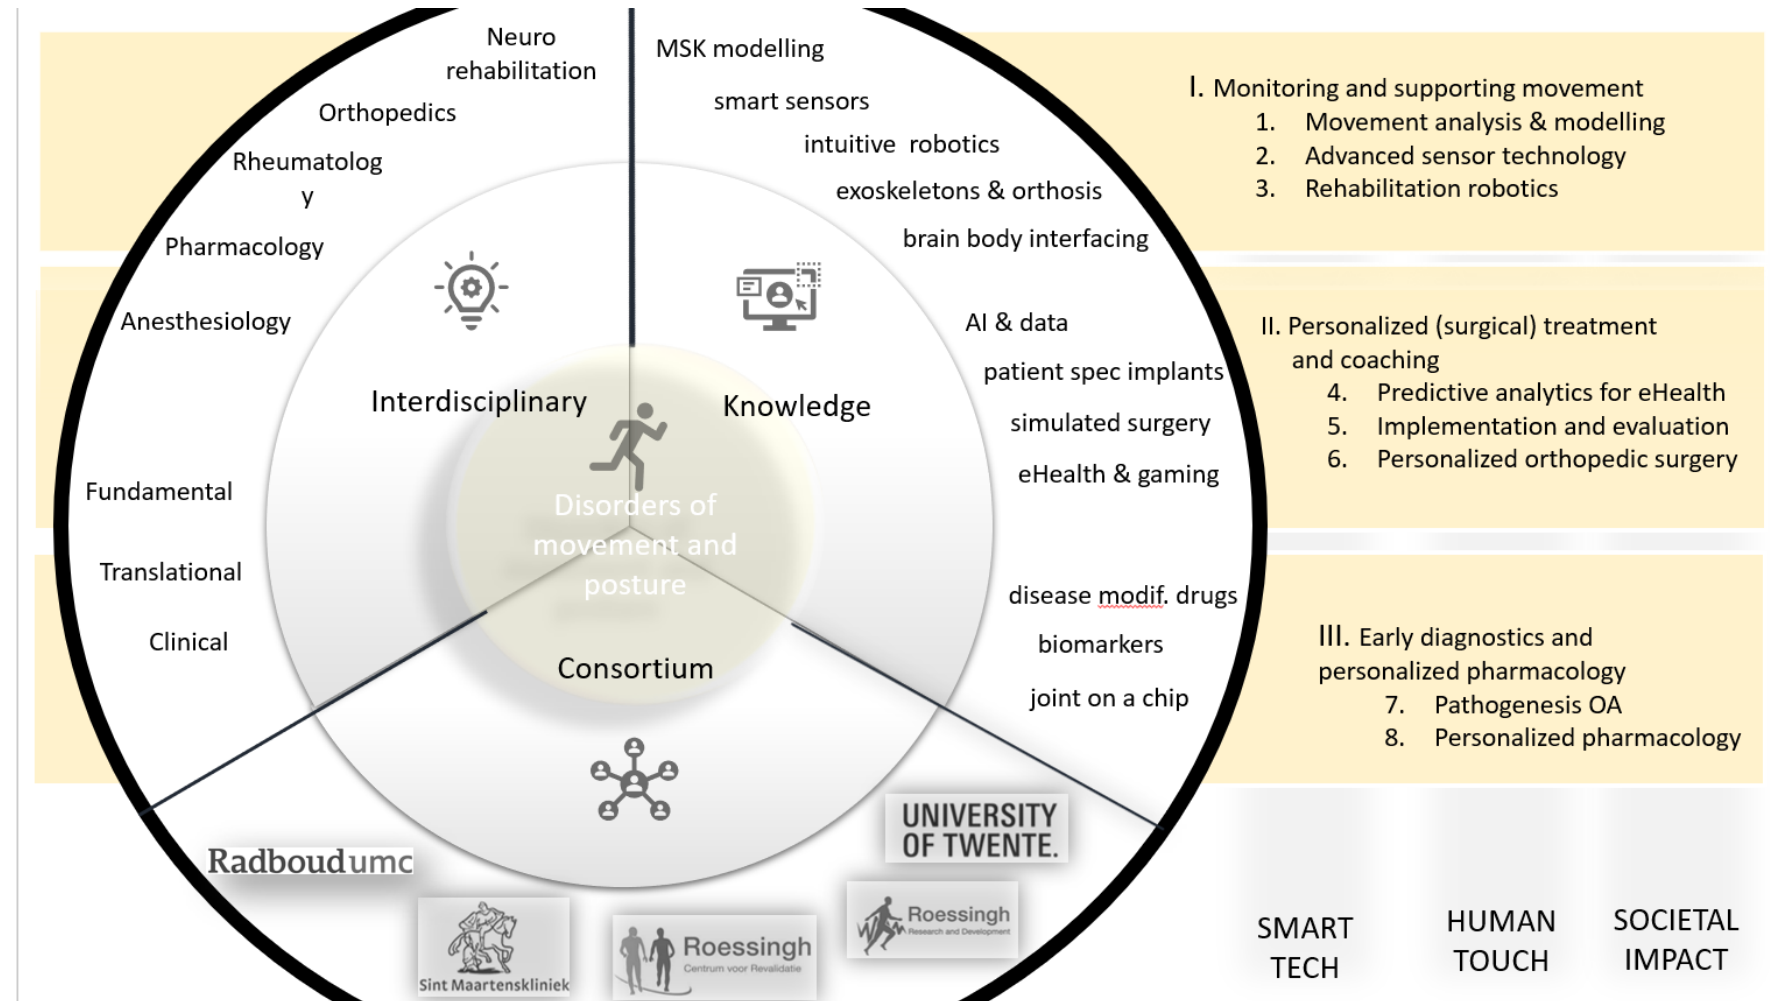 Neuro
rehabilitation
Orthopedics
Rheumatolog
y
Pharmacology
Anesthesiology
Fundamental
Translational
Clinical
Interdisciplinary
MSK modelling
smart sensors
intuitive  robotics
exoskeletons & orthosis
brain body interfacing
AI & data
patient spec implants
simulated surgery
eHealth & gaming
disease modif. drugs
biomarkers
joint on a chip
Knowledge
Disorders of
movement and
posture
Consortium
Radboudumc
Sint Maartenskliniek
Roessingh
Centrum voor Revalidatie
Roessingh
Research and Development
UNIVERSITY
OF TWENTE.
I. Monitoring and supporting movement
1. Movement analysis & modelling
2. Advanced sensor technology
3. Rehabilitation robotics
II. Personalized (surgical) treatment
and coaching
4. Predictive analytics for eHealth
5. Implementation and evaluation
6. Personalized orthopedic surgery
III. Early diagnostics and
personalized pharmacology
7. Pathogenesis OA
8. Personalized pharmacology
SMART
TECH
HUMAN
TOUCH
SOCIETAL
IMPACT